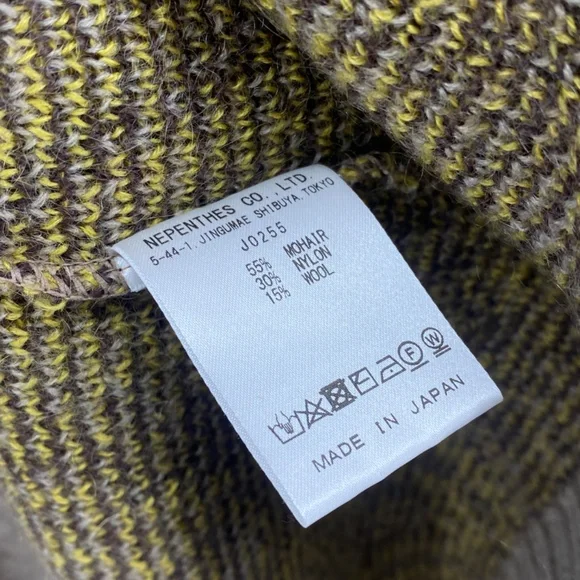 NEPENTHES CO., LTD.
5-44-1, JINGUMAE SHIBUYA, TOKYO
J0255
55% MOHAIR
30% NYLON
15% WOOL
F W
MADE IN JAPAN